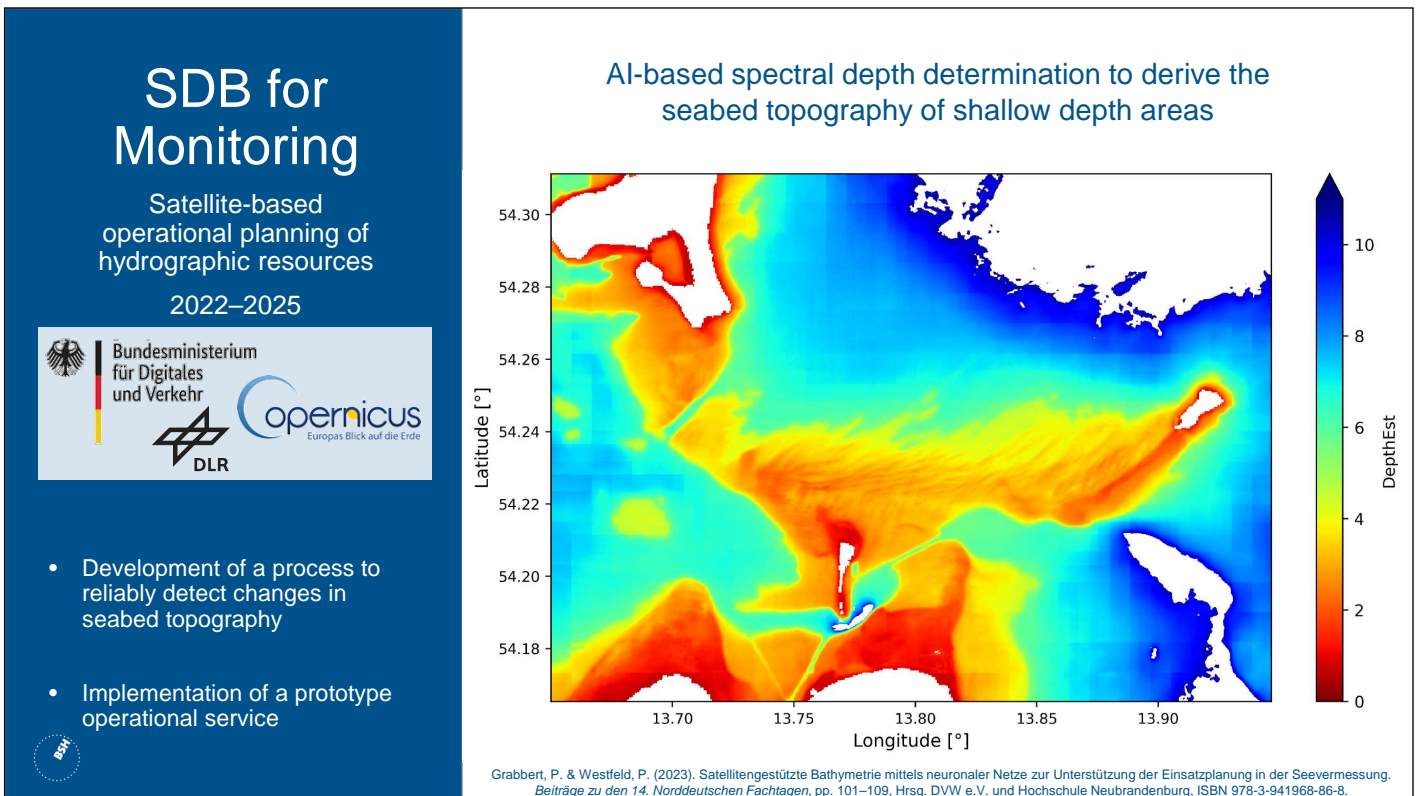 SDB for
Monitoring
Satellite-based
operational planning of
hydrographic resources
2022–2025
Bundesministerium
für Digitales
und Verkehr
Copernicus
Europas Blick auf die Erde
DLR
• Development of a process to
reliably detect changes in
seabed topography
• Implementation of a prototype
operational service
BSH
AI-based spectral depth determination to derive the
seabed topography of shallow depth areas
Latitude [°]
54.30
54.28
54.26
54.24
54.22
54.20
54.18
13.70 13.75 13.80 13.85 13.90
Longitude [°]
10
8
6
4
2
0
DepthEst
Grabbert, P. & Westfeld, P. (2023). Satellitengestützte Bathymetrie mittels neuronaler Netze zur Unterstützung der Einsatzplanung in der Seevermessung.
Beiträge zu den 14. Norddeutschen Fachtagen, pp. 101–109, Hrsg. DVW e.V. und Hochschule Neubrandenburg, ISBN 978-3-941968-86-8.